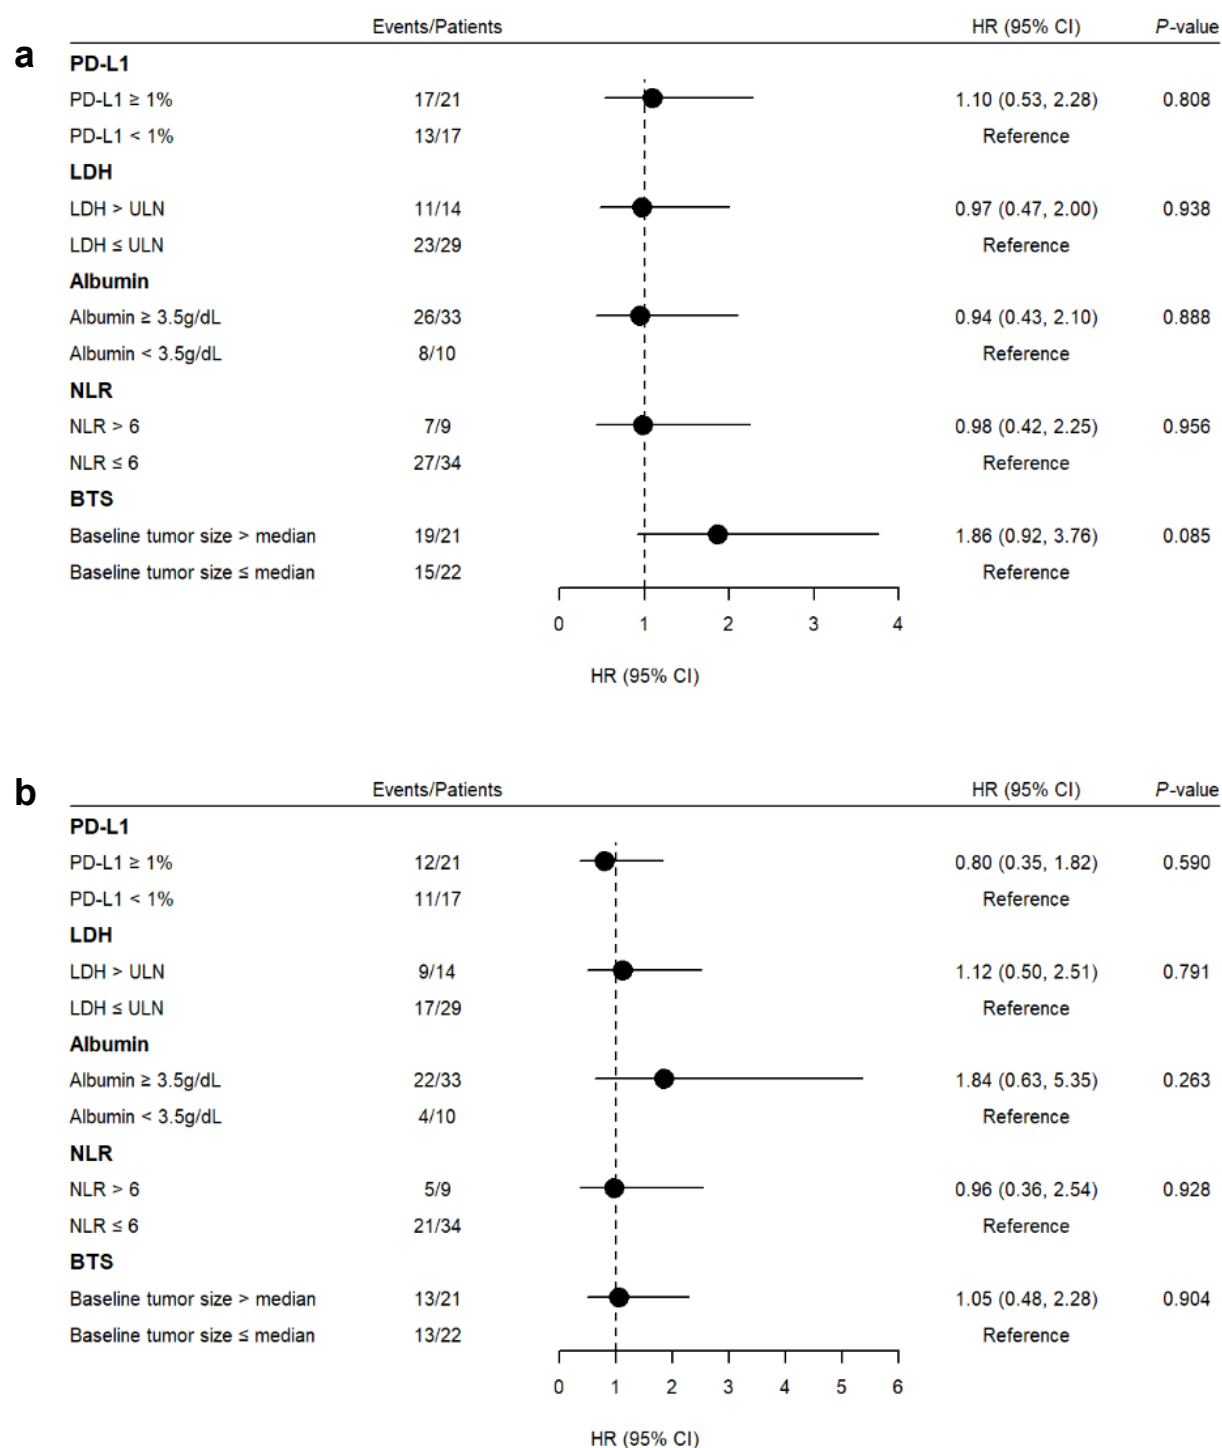 a
Events/Patients HR (95% CI) P-value
PD-L1
PD-L1 ≥ 1% 17/21 1.10 (0.53, 2.28) 0.808
PD-L1 < 1% 13/17 Reference
LDH
LDH > ULN 11/14 0.97 (0.47, 2.00) 0.938
LDH ≤ ULN 23/29 Reference
Albumin
Albumin ≥ 3.5g/dL 26/33 0.94 (0.43, 2.10) 0.888
Albumin < 3.5g/dL 8/10 Reference
NLR
NLR > 6 7/9 0.98 (0.42, 2.25) 0.956
NLR ≤ 6 27/34 Reference
BTS
Baseline tumor size > median 19/21 1.86 (0.92, 3.76) 0.085
Baseline tumor size ≤ median 15/22 Reference
0 1 2 3 4
HR (95% CI)
b
Events/Patients HR (95% CI) P-value
PD-L1
PD-L1 ≥ 1% 12/21 0.80 (0.35, 1.82) 0.590
PD-L1 < 1% 11/17 Reference
LDH
LDH > ULN 9/14 1.12 (0.50, 2.51) 0.791
LDH ≤ ULN 17/29 Reference
Albumin
Albumin ≥ 3.5g/dL 22/33 1.84 (0.63, 5.35) 0.263
Albumin < 3.5g/dL 4/10 Reference
NLR
NLR > 6 5/9 0.96 (0.36, 2.54) 0.928
NLR ≤ 6 21/34 Reference
BTS
Baseline tumor size > median 13/21 1.05 (0.48, 2.28) 0.904
Baseline tumor size ≤ median 13/22 Reference
0 1 2 3 4 5 6
HR (95% CI)